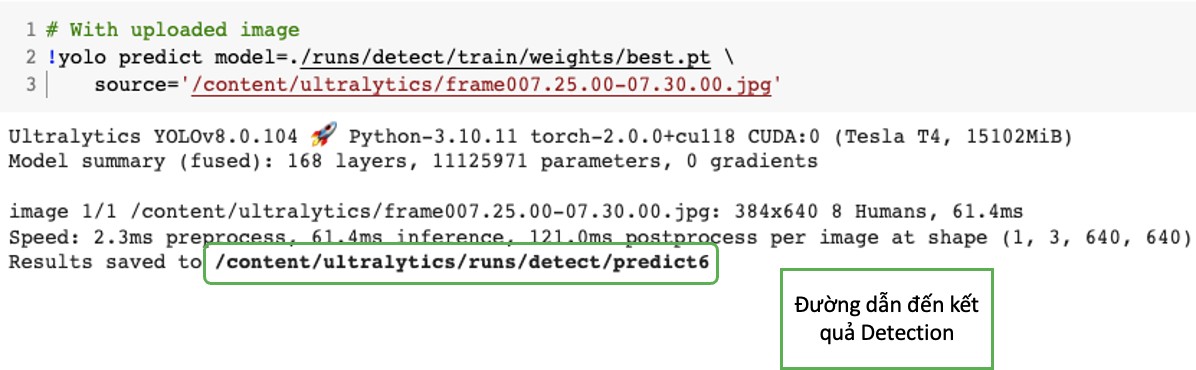 1 # With uploaded image
2 !yolo predict model=./runs/detect/train/weights/best.pt \
3 source='/content/ultralytics/frame007.25.00-07.30.00.jpg'
Ultralytics YOLOv8.0.104 🚀 Python-3.10.11 torch-2.0.0+cu118 CUDA:0 (Tesla T4, 15102MiB)
Model summary (fused): 168 layers, 11125971 parameters, 0 gradients
image 1/1 /content/ultralytics/frame007.25.00-07.30.00.jpg: 384x640 8 Humans, 61.4ms
Speed: 2.3ms preprocess, 61.4ms inference, 121.0ms postprocess per image at shape (1, 3, 640, 640)
Results saved to /content/ultralytics/runs/detect/predict6
Đường dẫn đến kết
quả Detection